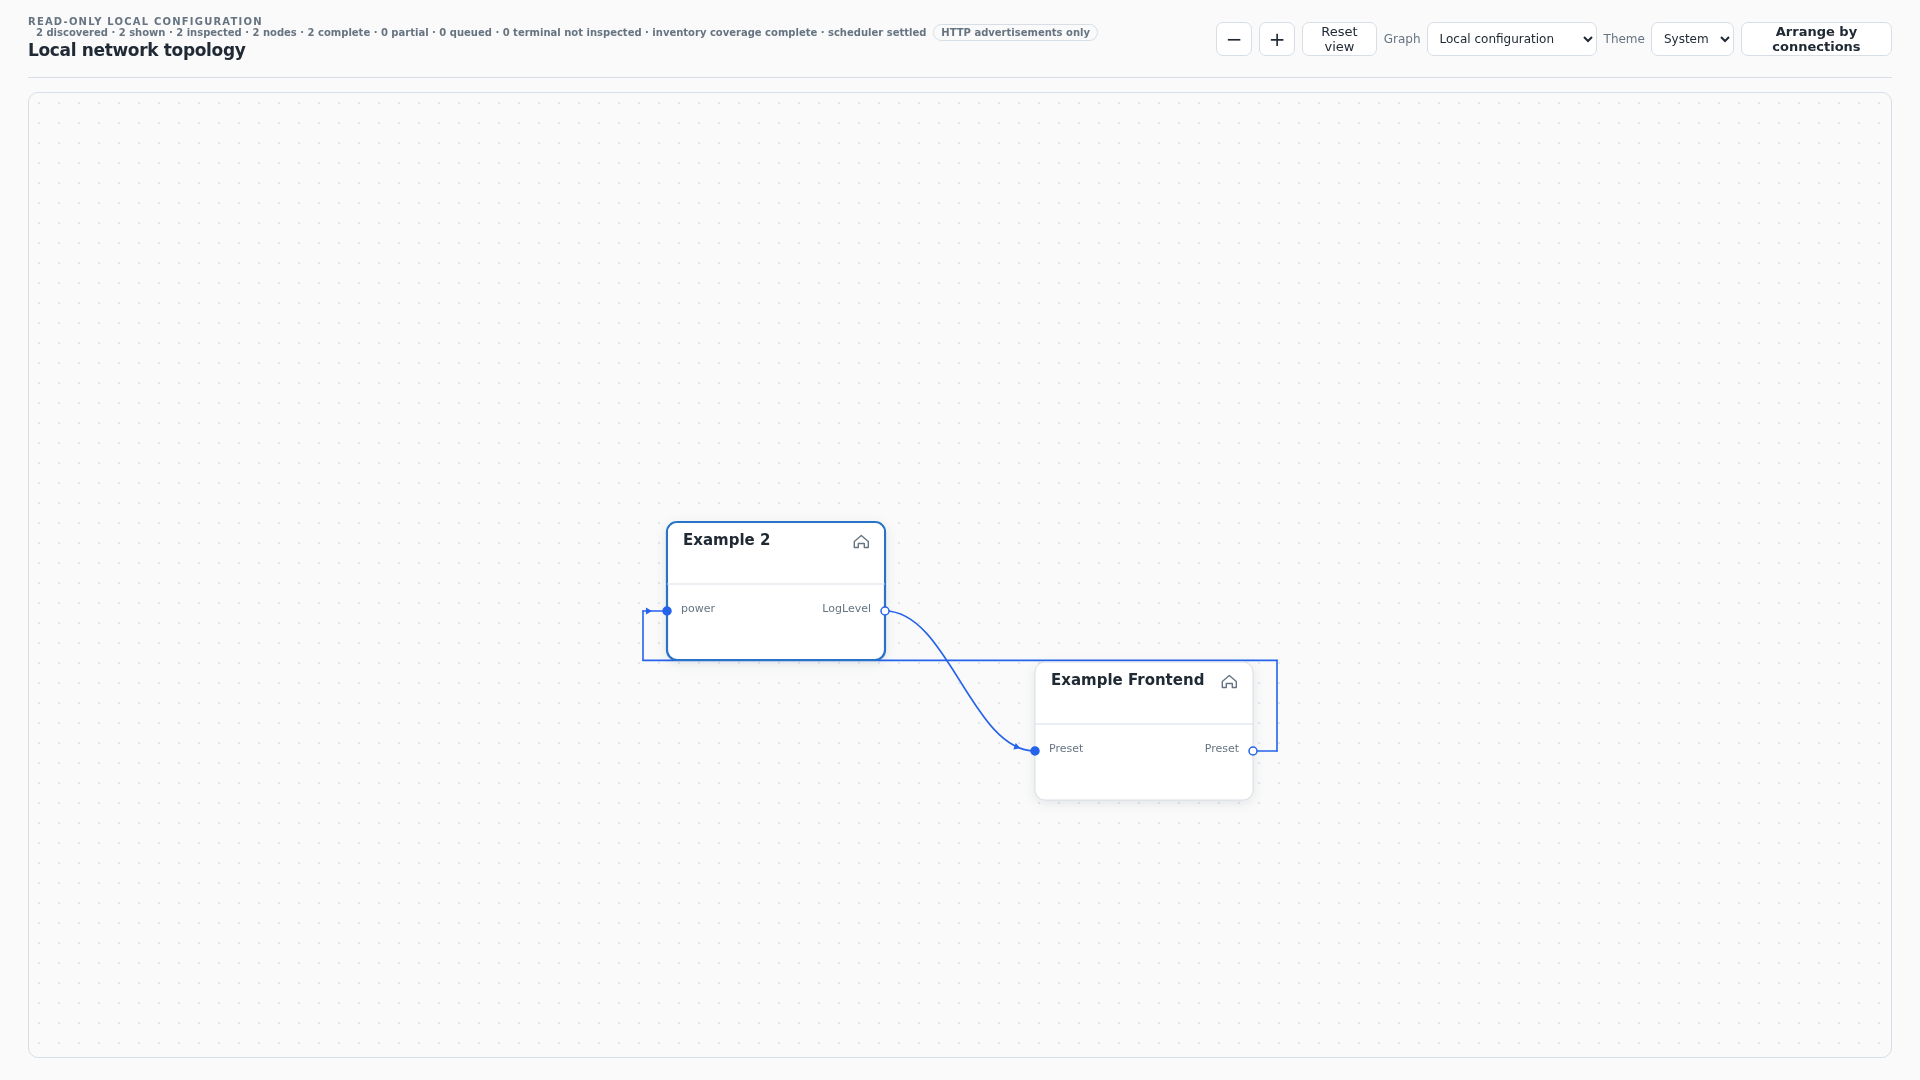 READ-ONLY LOCAL CONFIGURATION
2 discovered · 2 shown · 2 inspected · 2 nodes · 2 complete · 0 partial · 0 queued · 0 terminal not inspected · inventory coverage complete · scheduler settled
HTTP advertisements only
Local network topology
−
+
Reset
view
Graph
Local configuration
Theme
System
Arrange by
connections
Example 2
power
LogLevel
Example Frontend
Preset
Preset